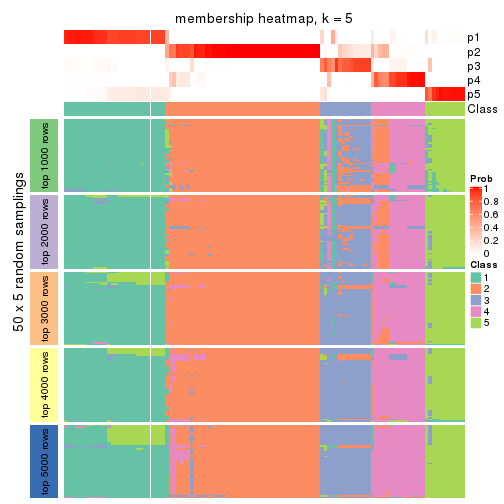 membership heatmap, k = 5
p1
p2
p3
p4
p5
Class
50 x 5 random samplings
top 1000 rows
top 2000 rows
top 3000 rows
top 4000 rows
top 5000 rows
Prob
1
0.8
0.6
0.4
0.2
0
Class
1
2
3
4
5